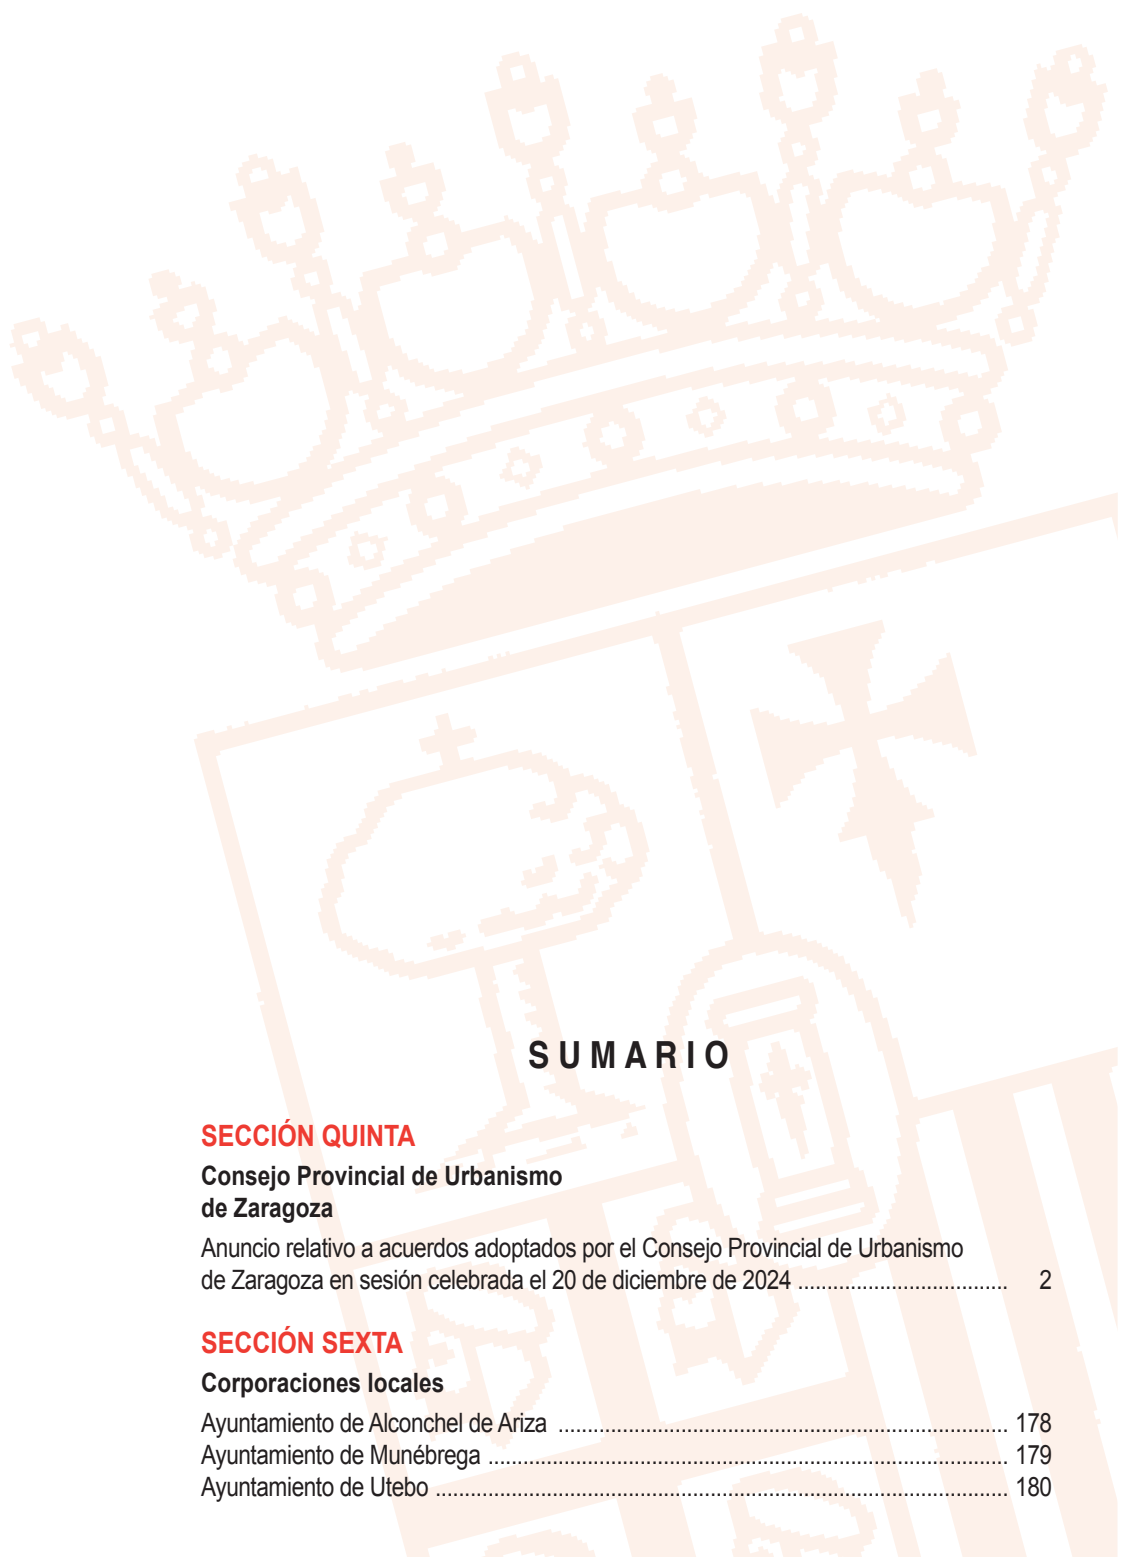 SUMARIO
SECCIÓN QUINTA
Consejo Provincial de Urbanismo
de Zaragoza
Anuncio relativo a acuerdos adoptados por el Consejo Provincial de Urbanismo
de Zaragoza en sesión celebrada el 20 de diciembre de 2024 .................................... 2
SECCIÓN SEXTA
Corporaciones locales
Ayuntamiento de Alconchel de Ariza ............................................................................. 178
Ayuntamiento de Munébrega ......................................................................................... 179
Ayuntamiento de Utebo .................................................................................................. 180